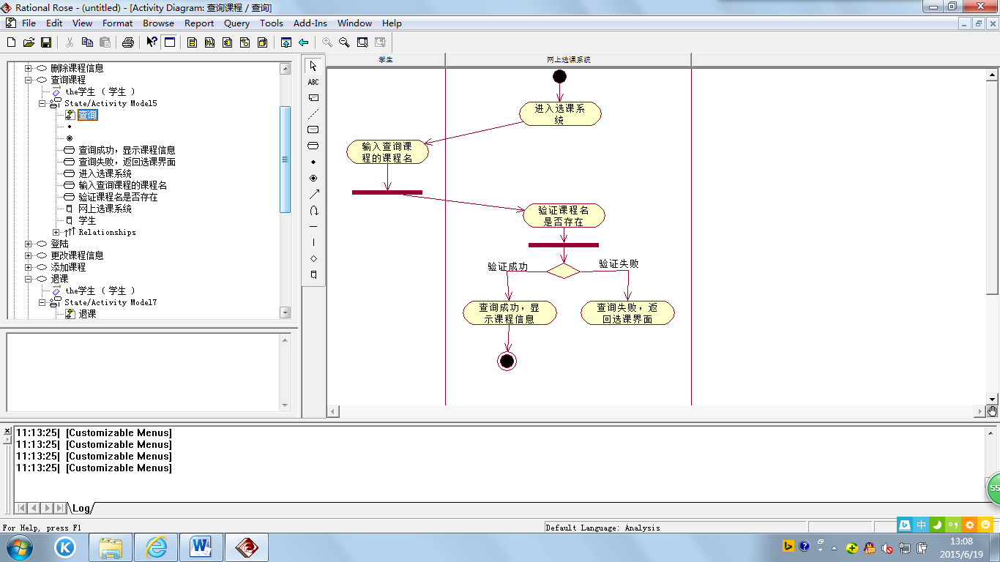 Rational Rose - (untitled) - [Activity Diagram: 查询课程 / 查询]
File Edit View Format Browse Report Query Tools Add-Ins Window Help
ABC
删除课程信息
查询课程
the学生 ( 学生 )
State/Activity Model5
查询
查询成功，显示课程信息
查询失败，返回选课界面
进入选课系统
输入查询课程的课程名
验证课程名是否存在
网上选课系统
学生
Relationships
登陆
更改课程信息
添加课程
退课
the学生 ( 学生 )
State/Activity Model7
退课
学生
网上选课系统
进入选课系
统
输入查询课
程的课程名
验证课程名
是否存在
验证成功
验证失败
查询成功，显
示课程信息
查询失败，返
回选课界面
11:13:25| [Customizable Menus]
11:13:25| [Customizable Menus]
11:13:25| [Customizable Menus]
11:13:25| [Customizable Menus]
Log
55
For Help, press F1
Default Language: Analysis
中
13:08
2015/6/19